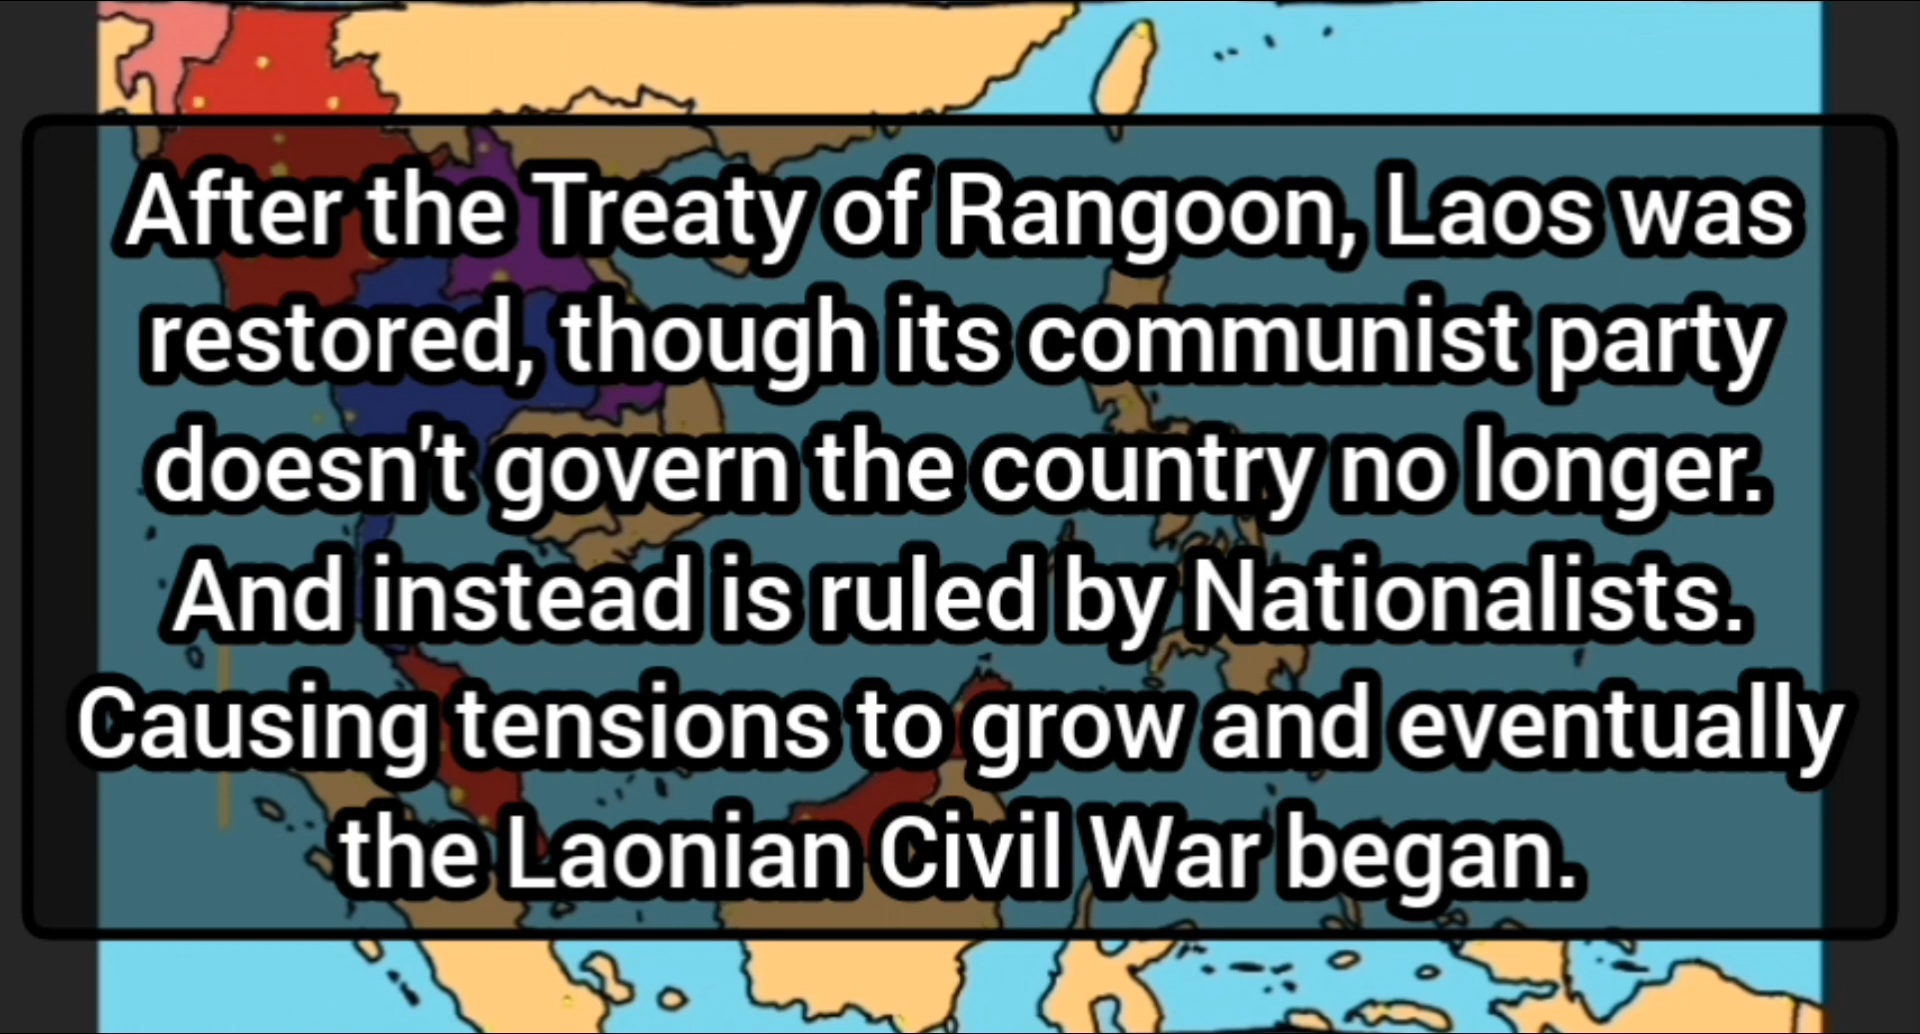 After the Treaty of Rangoon, Laos was
restored, though its communist party
doesn't govern the country no longer.
And instead is ruled by Nationalists.
Causing tensions to grow and eventually
the Laonian Civil War began.